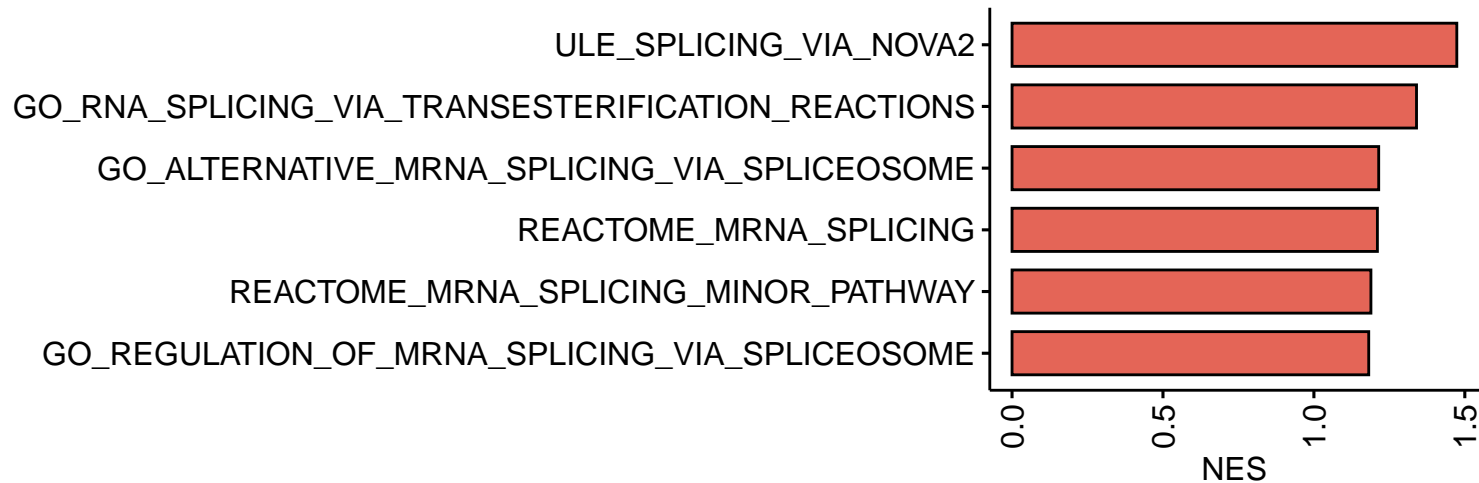 ULE_SPLICING_VIA_NOVA2
GO_RNA_SPLICING_VIA_TRANSESTERIFICATION_REACTIONS
GO_ALTERNATIVE_MRNA_SPLICING_VIA_SPLICEOSOME
REACTOME_MRNA_SPLICING
REACTOME_MRNA_SPLICING_MINOR_PATHWAY
GO_REGULATION_OF_MRNA_SPLICING_VIA_SPLICEOSOME
0.0
0.5
1.0
1.5
NES